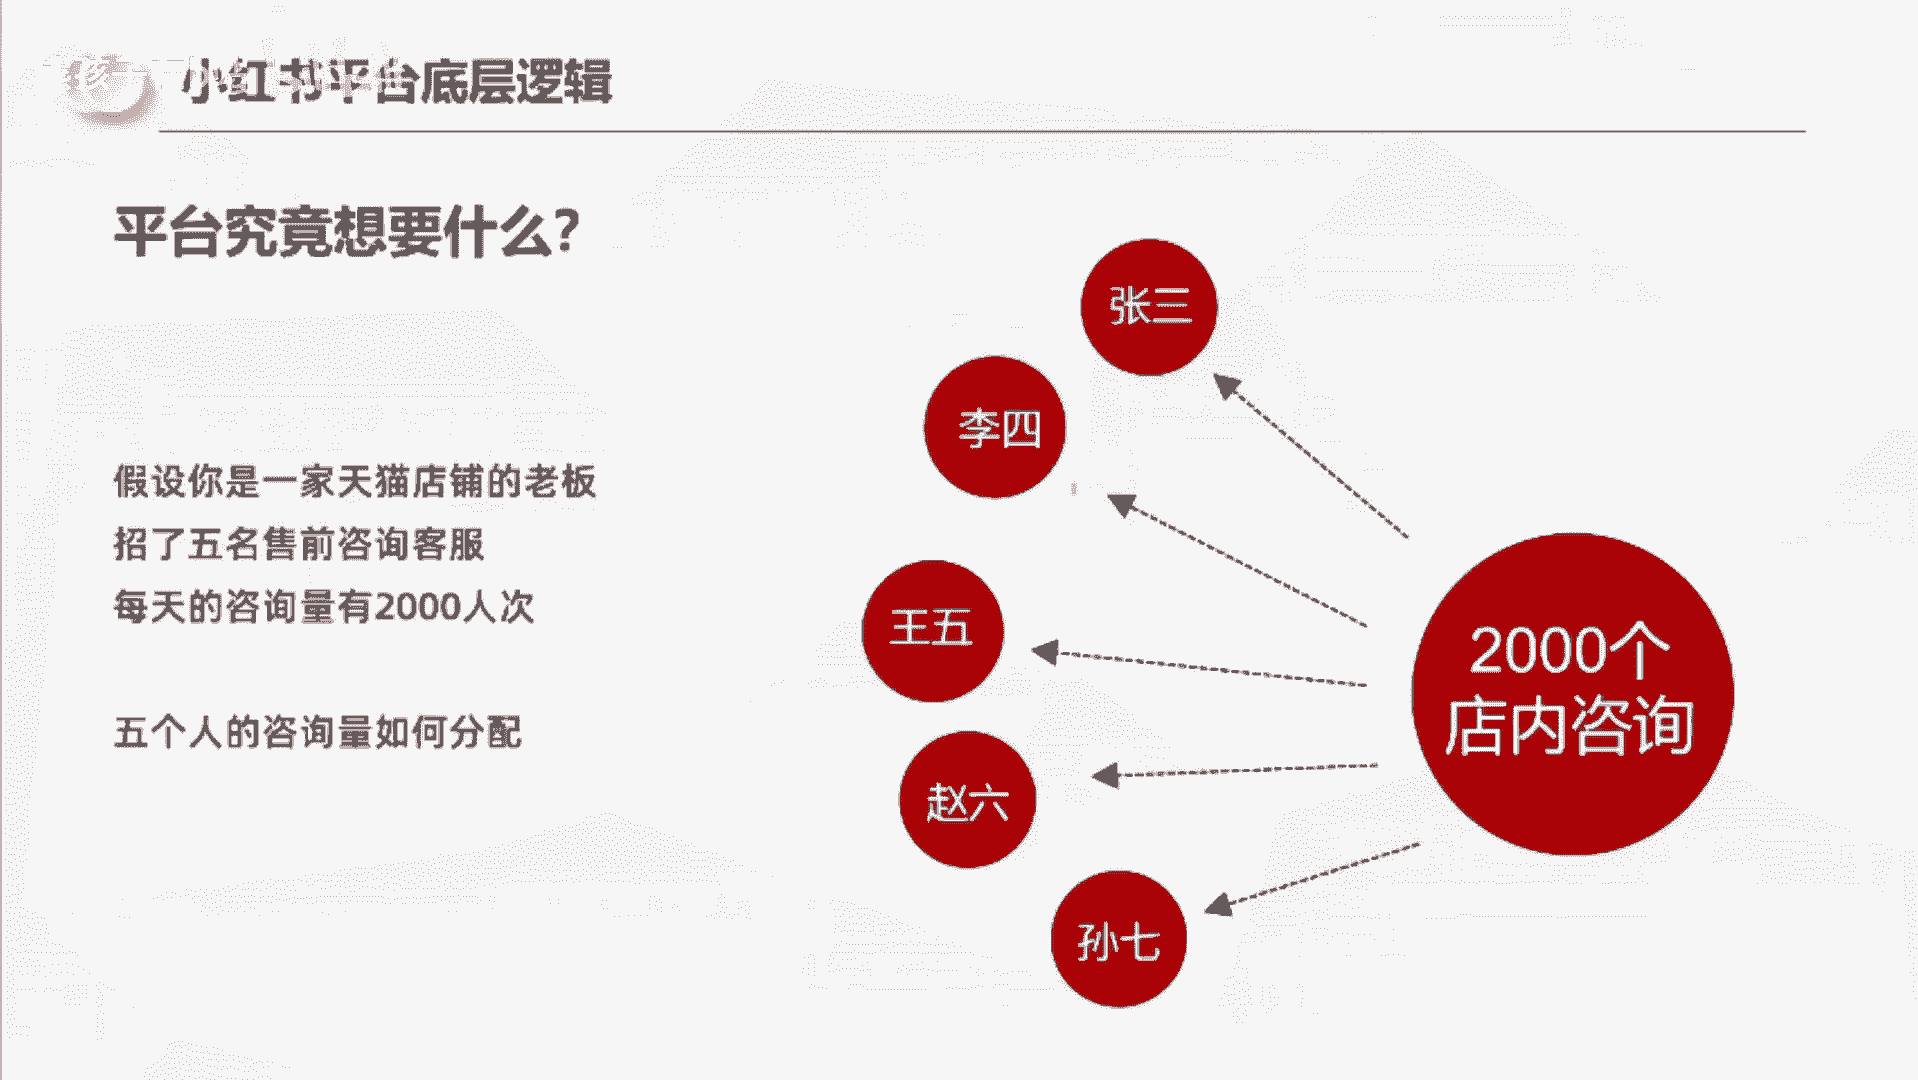 小红书平台底层逻辑
平台究竟想要什么?
假设你是一家天猫店铺的老板
招了五名售前咨询客服
每天的咨询量有2000人次
五个人的咨询量如何分配
张三
李四
王五
赵六
孙七
2000个
店内咨询